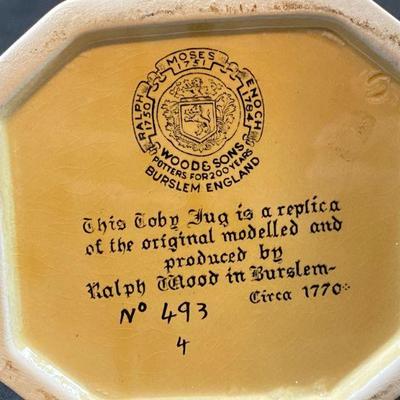 RALPH 1750 MOSES 1751 ENOCH 1784
WOOD & SONS
POTTERS FOR 200 YEARS
BURSLEM ENGLAND
This Toby Jug is a replica
of the original modelled and
produced by
Ralph Wood in Burslem-
Circa 1770
Nº 493
4